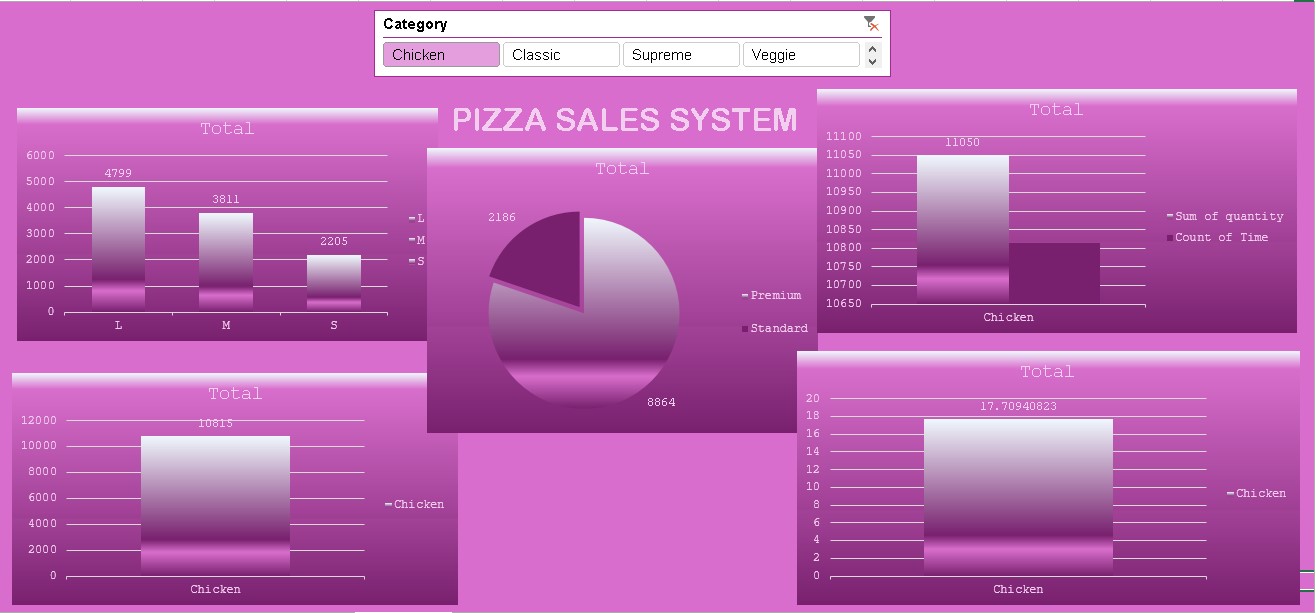 Category
Chicken Classic Supreme Veggie
PIZZA SALES SYSTEM
Total
6000
5000
4000
3000
2000
1000
0
4799
3811
2205
L M S
L
M
S
Total
2186
8864
Premium
Standard
Total
11100
11050
11000
10950
10900
10850
10800
10750
10700
10650
11050
Chicken
Sum of quantity
Count of Time
Total
12000
10000
8000
6000
4000
2000
0
10815
Chicken
Chicken
Total
20
18
16
14
12
10
8
6
4
2
0
17.70940823
Chicken
Chicken